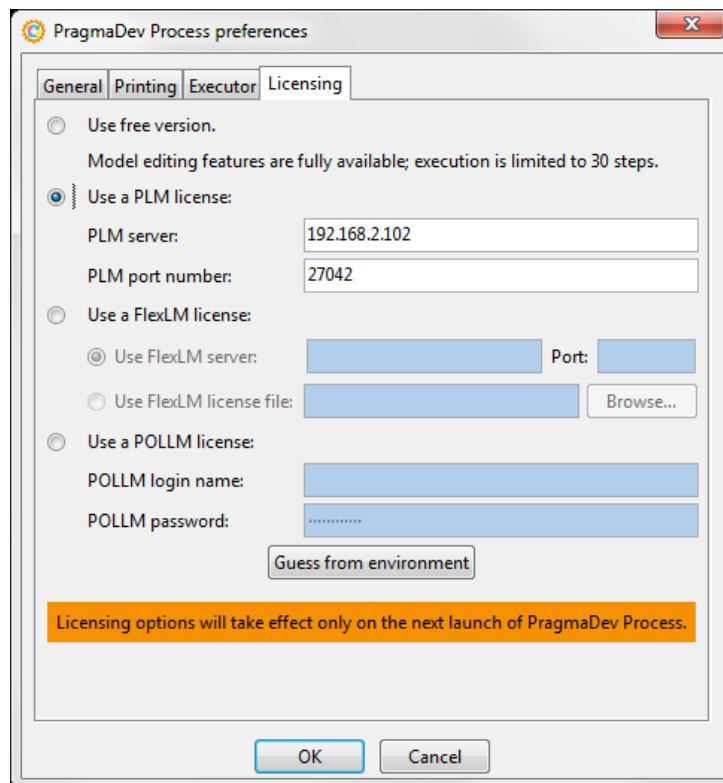 PragmaDev Process preferences
General Printing Executor Licensing
Use free version.
Model editing features are fully available; execution is limited to 30 steps.
Use a PLM license:
PLM server: 192.168.2.102
PLM port number: 27042
Use a FlexLM license:
Use FlexLM server: Port:
Use FlexLM license file: Browse...
Use a POLLM license:
POLLM login name:
POLLM password: ············
Guess from environment
Licensing options will take effect only on the next launch of PragmaDev Process.
OK Cancel